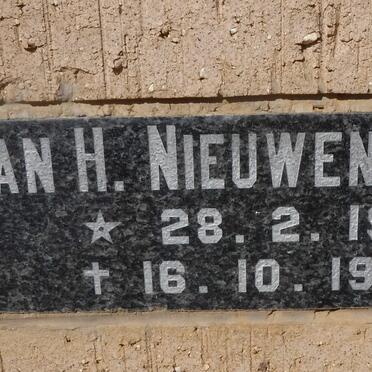 AN H. NIEUWEN
★ 28. 2. 19
✝ 16. 10. 19